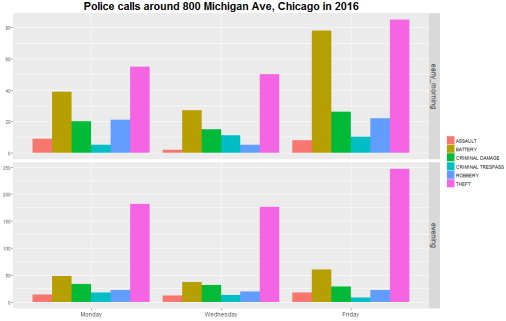 Police calls around 800 Michigan Ave, Chicago in 2016
80
60
40
20
0
early_morning
250
200
150
100
50
0
evening
Monday
Wednesday
Friday
ASSAULT
BATTERY
CRIMINAL DAMAGE
CRIMINAL TRESPASS
ROBBERY
THEFT